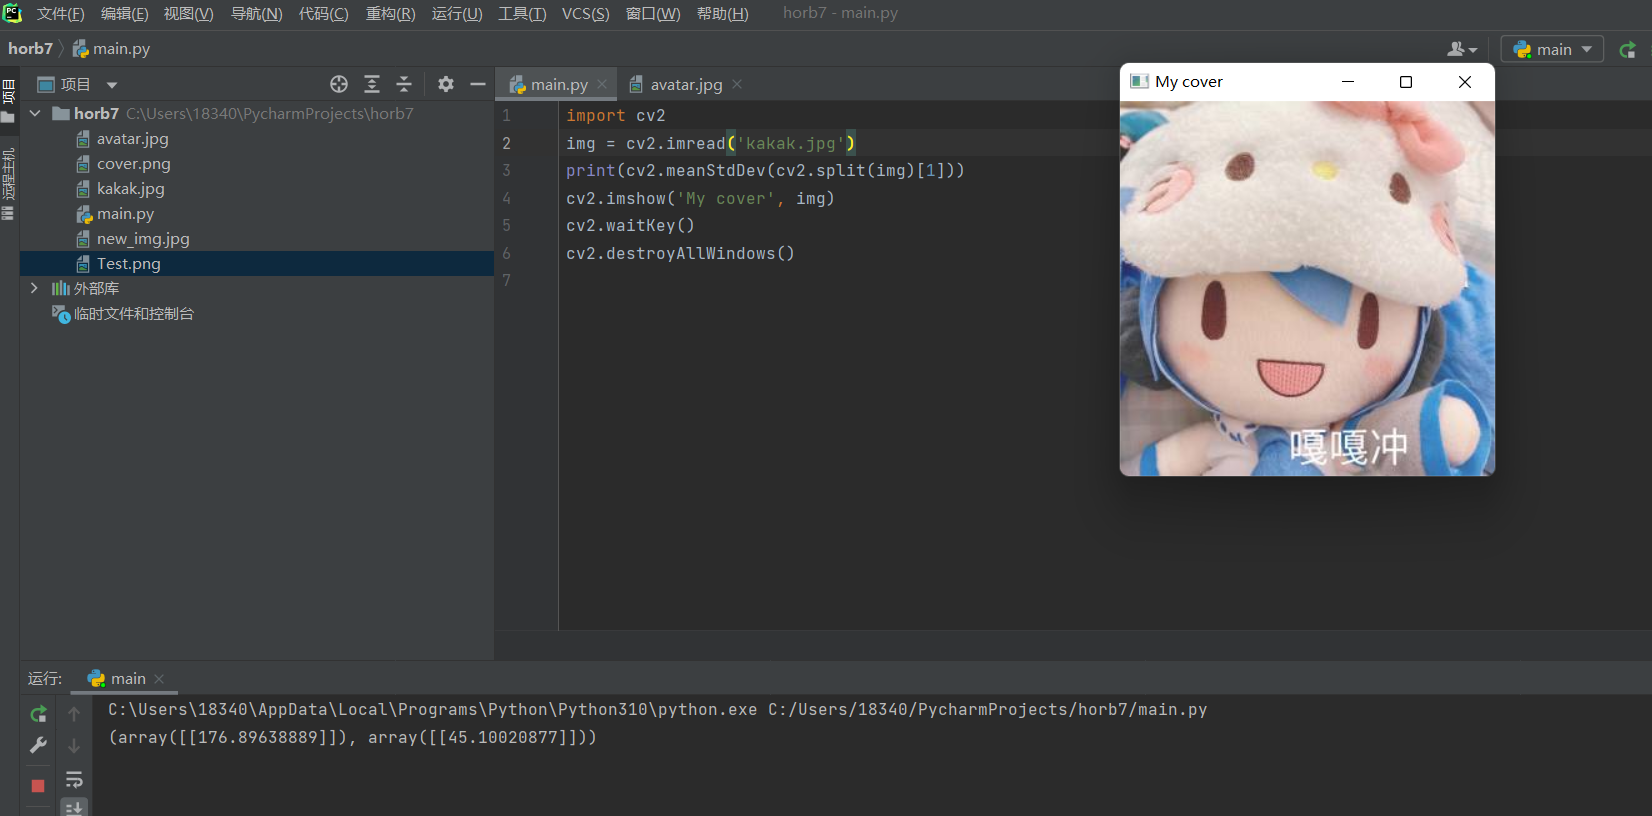 文件(F) 编辑(E) 视图(V) 导航(N) 代码(C) 重构(R) 运行(U) 工具(T) VCS(S) 窗口(W) 帮助(H) horb7 - main.py
horb7 main.py
main
项目
main.py
avatar.jpg
项目
远程主机
horb7 C:\Users\18340\PycharmProjects\horb7
avatar.jpg
cover.png
kakak.jpg
main.py
new_img.jpg
Test.png
外部库
临时文件和控制台
1 import cv2
2 img = cv2.imread('kakak.jpg')
3 print(cv2.meanStdDev(cv2.split(img)[1]))
4 cv2.imshow('My cover', img)
5 cv2.waitKey()
6 cv2.destroyAllWindows()
7
My cover
嘎嘎冲
运行: main
C:\Users\18340\AppData\Local\Programs\Python\Python310\python.exe C:/Users/18340/PycharmProjects/horb7/main.py
(array([[176.89638889]]), array([[45.10020877]]))